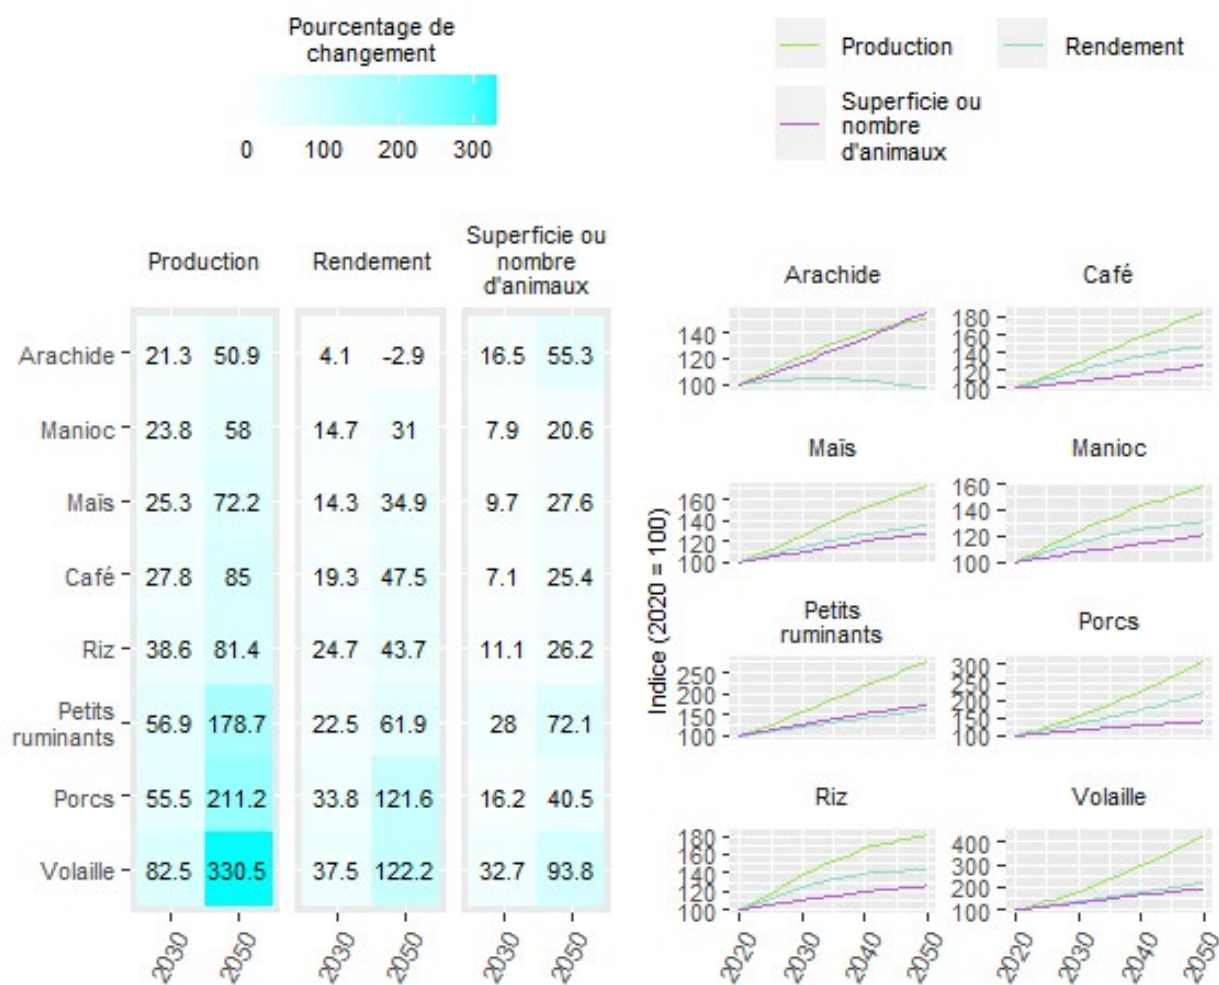 Pourcentage de
changement
0 100 200 300
Production Rendement
Superficie ou
nombre
d'animaux
Production Rendement
Superficie ou
nombre
d'animaux
Arachide 21.3 50.9 4.1 -2.9 16.5 55.3
Manioc 23.8 58 14.7 31 7.9 20.6
Maïs 25.3 72.2 14.3 34.9 9.7 27.6
Café 27.8 85 19.3 47.5 7.1 25.4
Riz 38.6 81.4 24.7 43.7 11.1 26.2
Petits
ruminants 56.9 178.7 22.5 61.9 28 72.1
Porcs 55.5 211.2 33.8 121.6 16.2 40.5
Volaille 82.5 330.5 37.5 122.2 32.7 93.8
2030 2050 2030 2050 2030 2050
Indice (2020 = 100)
Arachide Café
140
120
100
180
160
140
120
100
Maïs Manioc
160
140
120
100
160
140
120
100
Petits
ruminants
Porcs
250
200
150
100
300
250
200
150
100
Riz Volaille
180
160
140
120
100
400
300
200
100
2020 2030 2040 2050 2020 2030 2040 2050